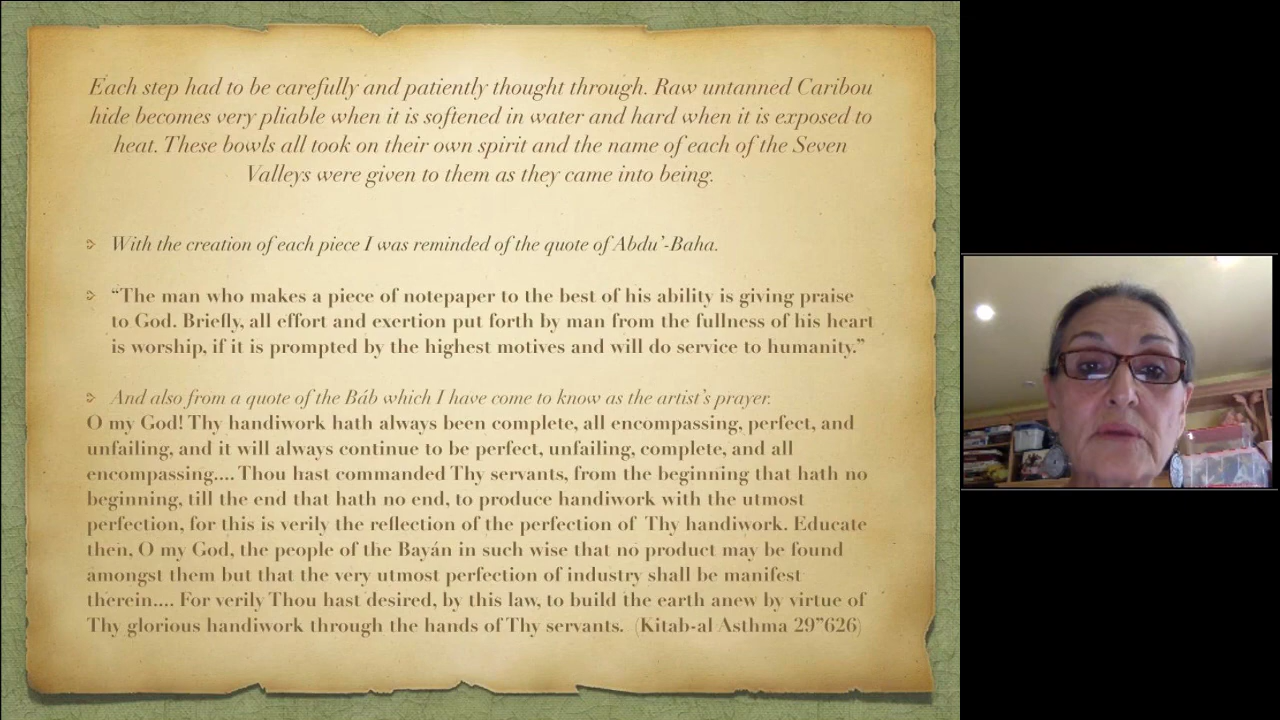 Each step had to be carefully and patiently thought through. Raw untanned Caribou
hide becomes very pliable when it is softened in water and hard when it is exposed to
heat. These bowls all took on their own spirit and the name of each of the Seven
Valleys were given to them as they came into being.
With the creation of each piece I was reminded of the quote of Abdu’-Baha.
“The man who makes a piece of notepaper to the best of his ability is giving praise
to God. Briefly, all effort and exertion put forth by man from the fullness of his heart
is worship, if it is prompted by the highest motives and will do service to humanity.”
And also from a quote of the Báb which I have come to know as the artist’s prayer.
O my God! Thy handiwork hath always been complete, all encompassing, perfect, and
unfailing, and it will always continue to be perfect, unfailing, complete, and all
encompassing.... Thou hast commanded Thy servants, from the beginning that hath no
beginning, till the end that hath no end, to produce handiwork with the utmost
perfection, for this is verily the reflection of the perfection of Thy handiwork. Educate
then, O my God, the people of the Bayán in such wise that no product may be found
amongst them but that the very utmost perfection of industry shall be manifest
therein.... For verily Thou hast desired, by this law, to build the earth anew by virtue of
Thy glorious handiwork through the hands of Thy servants. (Kitab-al Asthma 29”626)